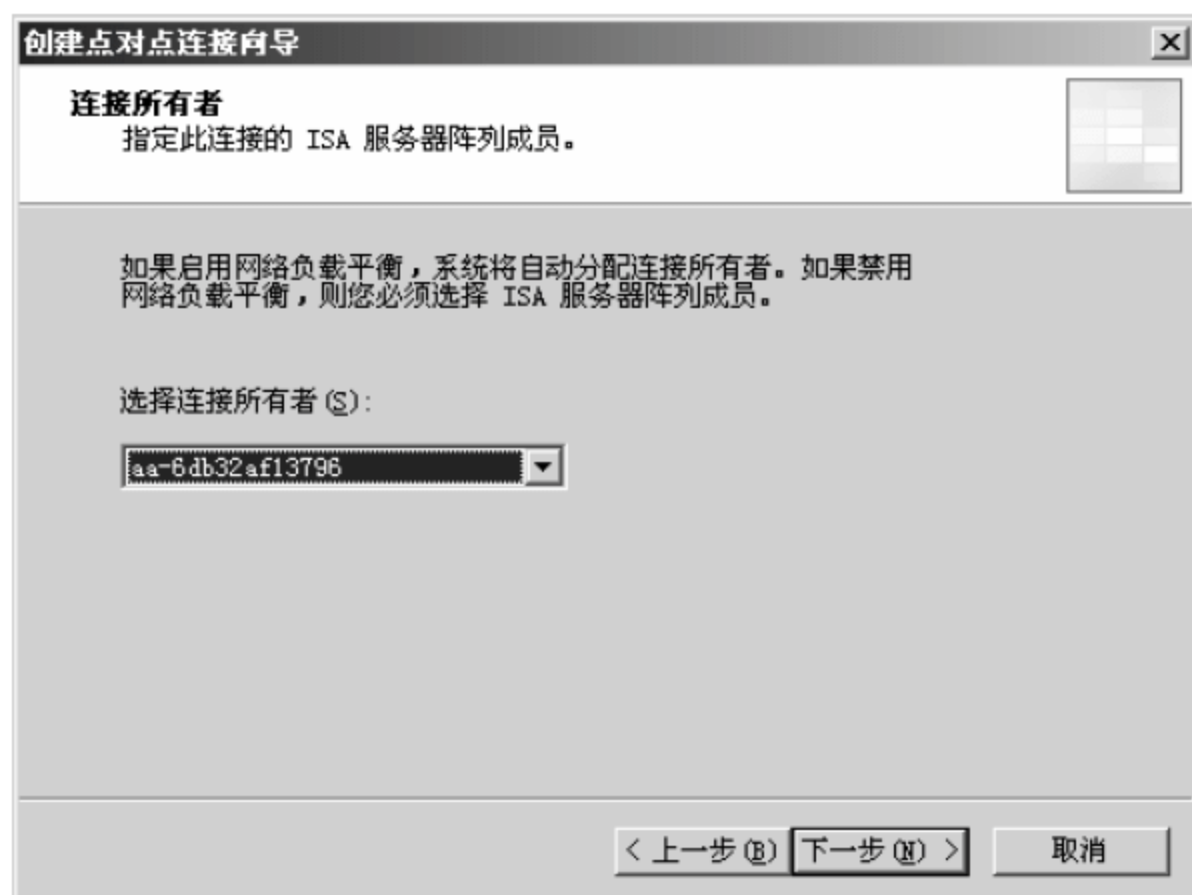 创建点对点连接向导
连接所有者
指定此连接的 ISA 服务器阵列成员。
如果启用网络负载平衡，系统将自动分配连接所有者。如果禁用
网络负载平衡，则您必须选择 ISA 服务器阵列成员。
选择连接所有者(S):
aa-6db32af13796
< 上一步(B) 下一步(N) > 取消